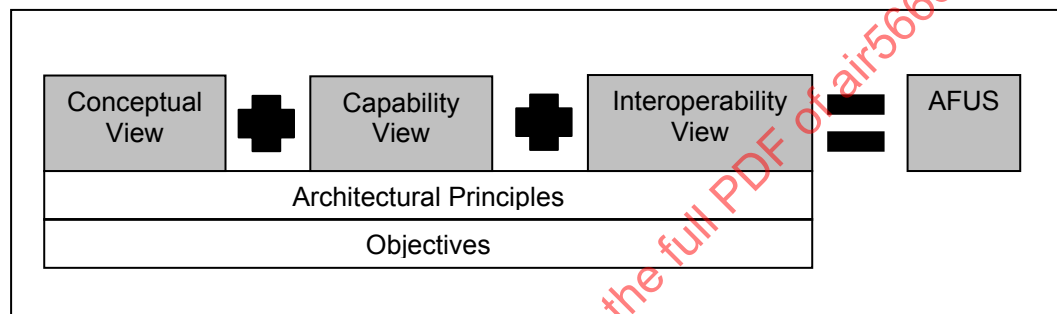 Conceptual
View
Capability
View
Interoperability
View
AFUS
Architectural Principles
Objectives
the full PDF of air566